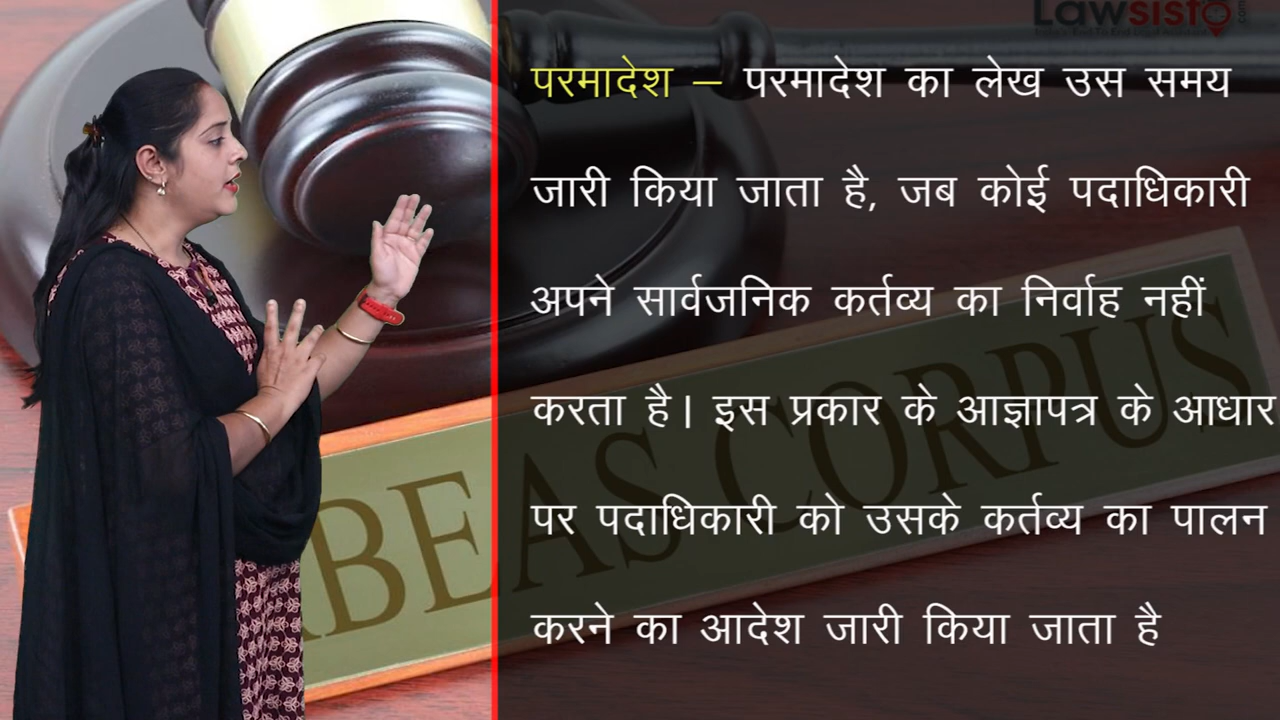 Lawsisto
.com
परमादेश – परमादेश का लेख उस समय
जारी किया जाता है, जब कोई पदाधिकारी
अपने सार्वजनिक कर्तव्य का निर्वाह नहीं
करता है। इस प्रकार के आज्ञापत्र के आधार
पर पदाधिकारी को उसके कर्तव्य का पालन
करने का आदेश जारी किया जाता है
BEAS CORPUS